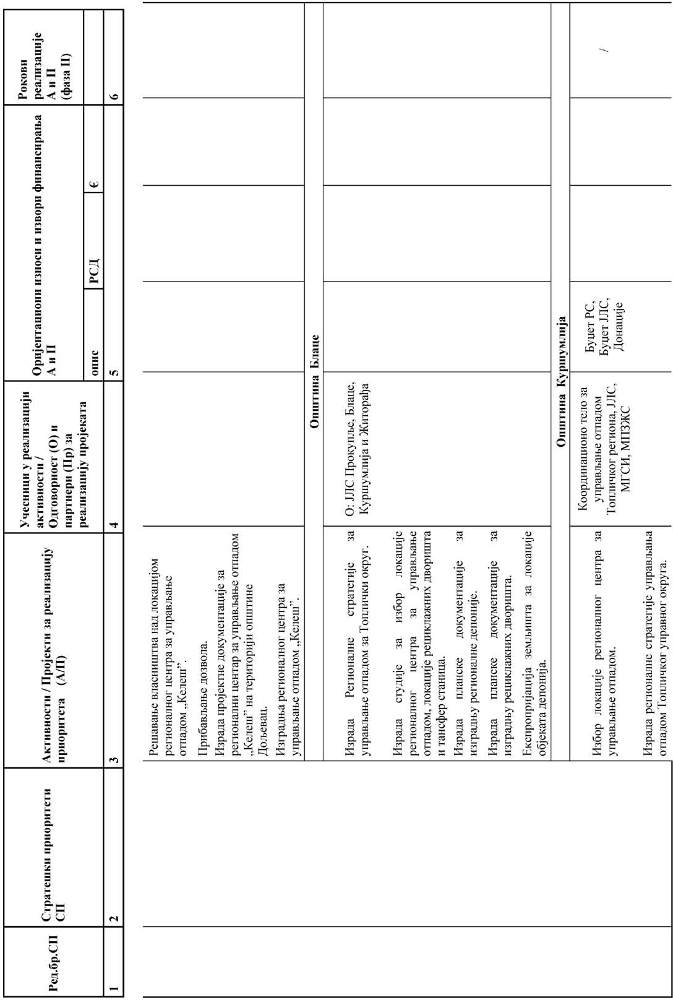 Ред.бр.СП
Стратешки приоритети
СП
Активности / Пројекти за реализацију
приоритета (А/П)
Учесници у реализацији
активности /
Одговорност (О) и
партнери (Пр) за
реализацију пројеката
Оријентациони износи и извори финансирања
А и П
опис
РСД
€
Рокови
реализације
А и П
(фаза II)
1
2
3
4
5
6
Решавање власништва над локацијом
регионалног центра за управљање
отпадом „Келеш”.
Прибављање дозвола.
Израда пројектне документације за
регионални центар за управљање отпадом
„Келеш” на територији општине
Дољевац.
Изградња регионалног центра за
управљање отпадом „Келеш”.
Општина Блаце
Израда Регионалне стратегије за
управљање отпадом за Топлички округ.
Израда студије за избор локације
регионалног центра за управљање
отпадом, локације рециклажних дворишта
и тансфер станица.
Израда планске документације за
изградњу регионалне депоније.
Израда планске документације за
изградњу рециклажних дворишта.
Експропријација земљишта за локације
објеката депонија.
О: ЈЛС Прокупље, Блаце,
Куршумлија и Житорађа
Општина Куршумлија
Избор локације регионалног центра за
управљање отпадом.
Израда регионалне стратегије управљања
отпадом Топличког управног округа.
Координационо тело за
управљање отпадом
Топличког региона, ЈЛС,
МГСИ, МПЗЖС
Буџет РС,
Буџет ЈЛС,
Донације
/